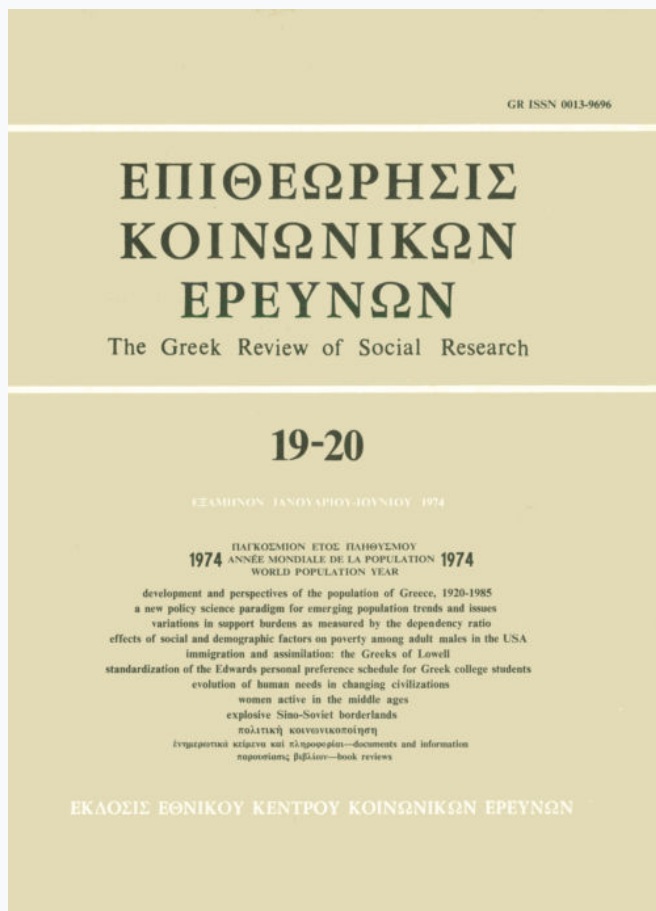 GR ISSN 0013-9696
ΕΠΙΘΕΩΡΗΣΙΣ
ΚΟΙΝΩΝΙΚΩΝ
ΕΡΕΥΝΩΝ
The Greek Review of Social Research
19-20
ΕΞΑΜΗΝΟΝ ΙΑΝΟΥΑΡΙΟΥ-ΙΟΥΝΙΟΥ 1974
ΠΑΓΚΟΣΜΙΟΝ ΕΤΟΣ ΠΛΗΘΥΣΜΟΥ
1974 ANNÉE MONDIALE DE LA POPULATION 1974
WORLD POPULATION YEAR
development and perspectives of the population of Greece, 1920-1985
a new policy science paradigm for emerging population trends and issues
variations in support burdens as measured by the dependency ratio
effects of social and demographic factors on poverty among adult males in the USA
immigration and assimilation: the Greeks of Lowell
standardization of the Edwards personal preference schedule for Greek college students
evolution of human needs in changing civilizations
women active in the middle ages
explosive Sino-Soviet borderlands
πολιτική κοινωνικοποίηση
ἐνημερωτικά κείμενα καί πληροφορίαι—documents and information
παρουσίασις βιβλίων—book reviews
ΕΚΔΟΣΙΣ ΕΘΝΙΚΟΥ ΚΕΝΤΡΟΥ ΚΟΙΝΩΝΙΚΩΝ ΕΡΕΥΝΩΝ